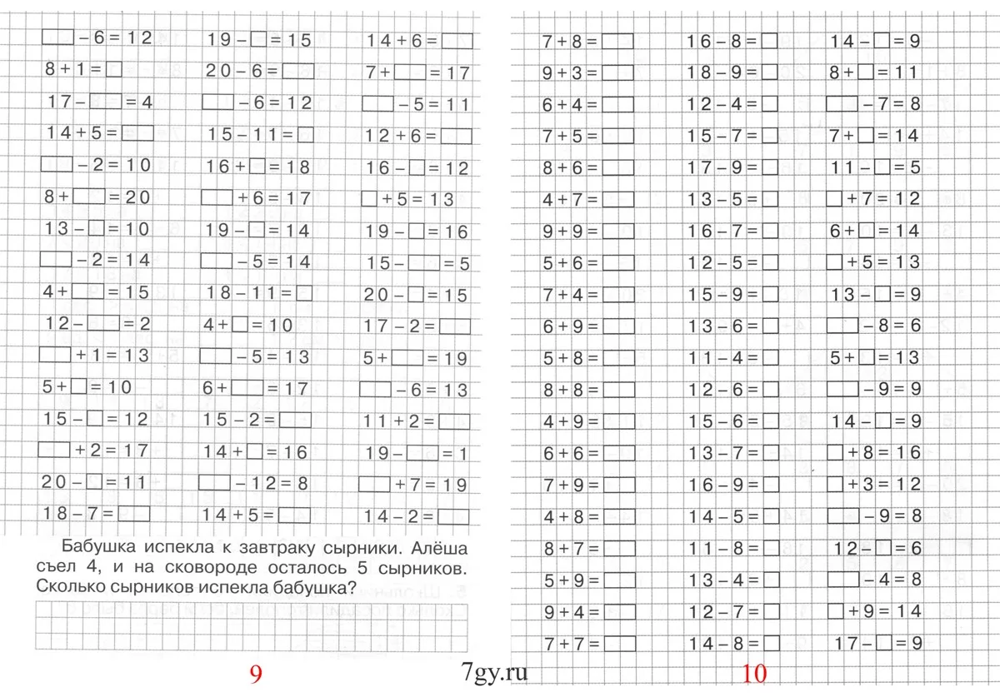 □ – 6 = 12 19 – □ = 15 14 + 6 = □
8 + 1 = □ 20 – 6 = □ 7 + □ = 17
17 – □ = 4 □ – 6 = 12 □ – 5 = 11
14 + 5 = □ 15 – 11 = □ 12 + 6 = □
□ – 2 = 10 16 + □ = 18 16 – □ = 12
8 + □ = 20 □ + 6 = 17 □ + 5 = 13
13 – □ = 10 19 – □ = 14 19 – □ = 16
□ – 2 = 14 □ – 5 = 14 15 – □ = 5
4 + □ = 15 18 – 11 = □ 20 – □ = 15
12 – □ = 2 4 + □ = 10 17 – 2 = □
□ + 1 = 13 □ – 5 = 13 5 + □ = 19
5 + □ = 10 6 + □ = 17 □ – 6 = 13
15 – □ = 12 15 – 2 = □ 11 + 2 = □
□ + 2 = 17 14 + □ = 16 19 – □ = 1
20 – □ = 11 □ – 12 = 8 □ + 7 = 19
18 – 7 = □ 14 + 5 = □ 14 – 2 = □
Бабушка испекла к завтраку сырники. Алёша
съел 4, и на сковороде осталось 5 сырников.
Сколько сырников испекла бабушка?
9
7 + 8 = □ 16 – 8 = □ 14 – □ = 9
9 + 3 = □ 18 – 9 = □ 8 + □ = 11
6 + 4 = □ 12 – 4 = □ □ – 7 = 8
7 + 5 = □ 15 – 7 = □ 7 + □ = 14
8 + 6 = □ 17 – 9 = □ 11 – □ = 5
4 + 7 = □ 13 – 5 = □ □ + 7 = 12
9 + 9 = □ 16 – 7 = □ 6 + □ = 14
5 + 6 = □ 12 – 5 = □ □ + 5 = 13
7 + 4 = □ 15 – 9 = □ 13 – □ = 9
6 + 9 = □ 13 – 6 = □ □ – 8 = 6
5 + 8 = □ 11 – 4 = □ 5 + □ = 13
8 + 8 = □ 12 – 6 = □ □ – 9 = 9
4 + 9 = □ 15 – 6 = □ 14 – □ = 9
6 + 6 = □ 13 – 7 = □ □ + 8 = 16
7 + 9 = □ 16 – 9 = □ □ + 3 = 12
4 + 8 = □ 14 – 5 = □ □ – 9 = 8
8 + 7 = □ 11 – 8 = □ 12 – □ = 6
5 + 9 = □ 13 – 4 = □ □ – 4 = 8
9 + 4 = □ 12 – 7 = □ □ + 9 = 14
7 + 7 = □ 14 – 8 = □ 17 – □ = 9
7gy.ru
10